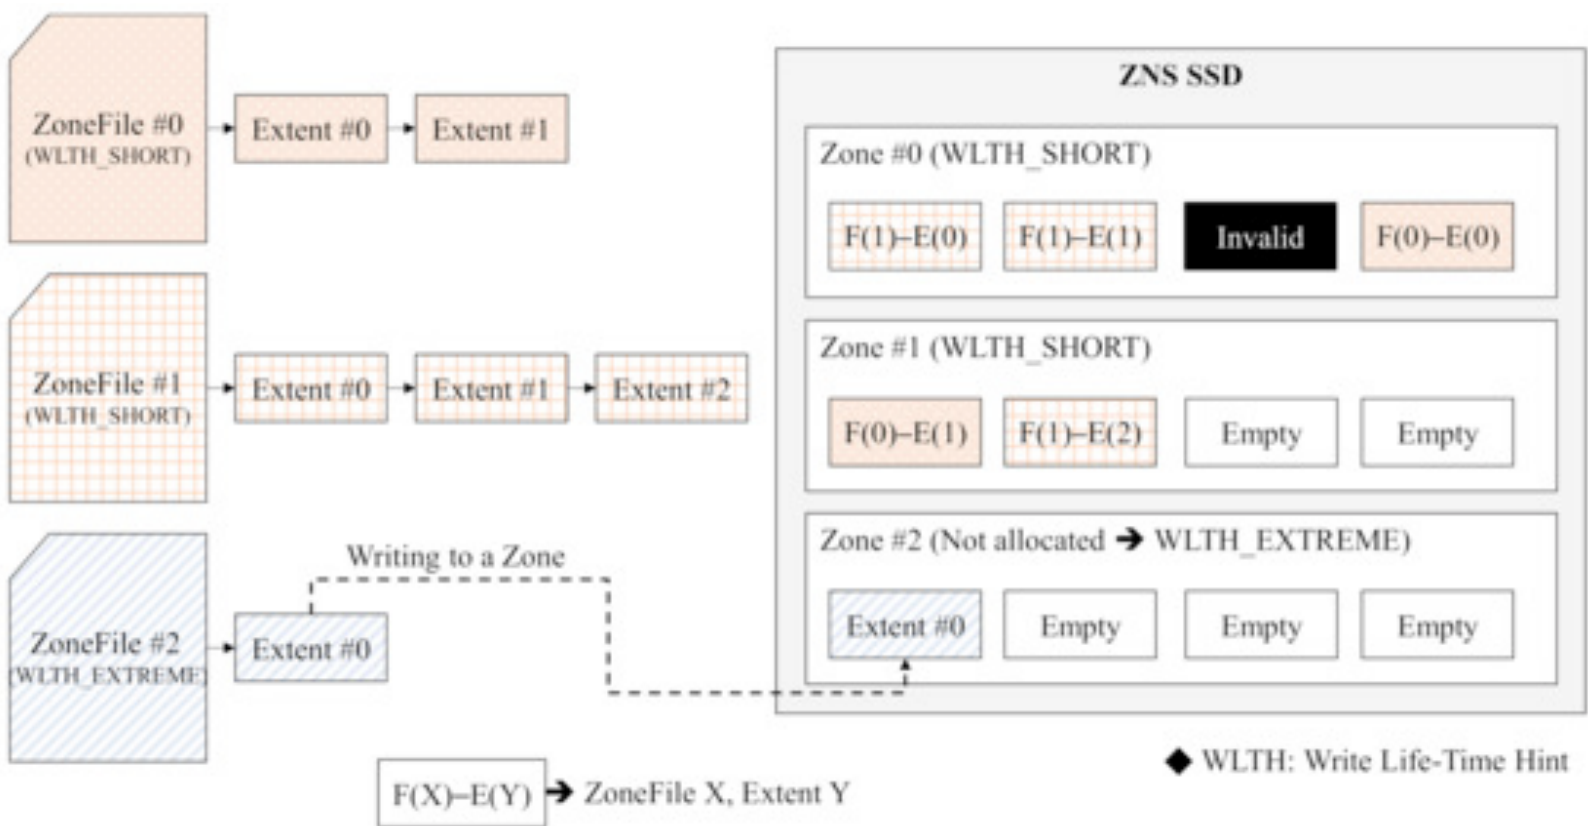 ZoneFile #0
(WLTH_SHORT)
Extent #0
Extent #1
ZoneFile #1
(WLTH_SHORT)
Extent #0
Extent #1
Extent #2
Writing to a Zone
ZoneFile #2
(WLTH_EXTREME)
Extent #0
F(X)–E(Y) ➔ ZoneFile X, Extent Y
ZNS SSD
Zone #0 (WLTH_SHORT)
F(1)–E(0) F(1)–E(1) Invalid F(0)–E(0)
Zone #1 (WLTH_SHORT)
F(0)–E(1) F(1)–E(2) Empty Empty
Zone #2 (Not allocated ➔ WLTH_EXTREME)
Extent #0 Empty Empty Empty
◆ WLTH: Write Life-Time Hint